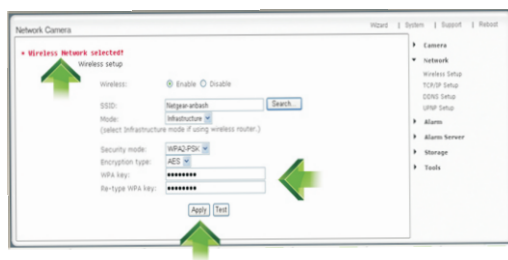 Network Camera
Wizard | System | Support | Reboot
Wireless Network selected!
Wireless setup
Wireless: Enable Disable
SSID: Netgear-arbash Search...
Mode: Infrastructure
(select Infrastructure mode if using wireless router.)
Security mode: WPA2-PSK
Encryption type: AES
WPA key: ••••••••
Re-type WPA key: ••••••••
Apply Test
Camera
Network
Wireless Setup
TCP/IP Setup
DDNS Setup
UPNP Setup
Alarm
Alarm Server
Storage
Tools